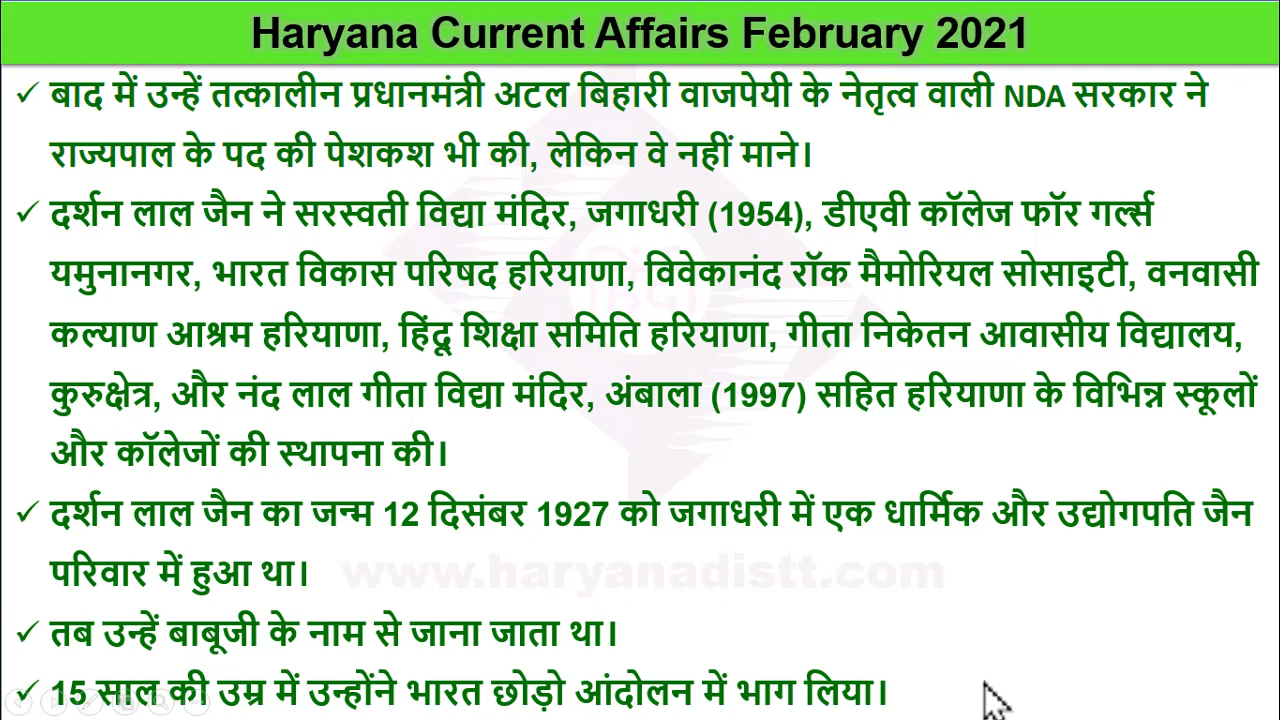 Haryana Current Affairs February 2021
✓ बाद में उन्हें तत्कालीन प्रधानमंत्री अटल बिहारी वाजपेयी के नेतृत्व वाली NDA सरकार ने
राज्यपाल के पद की पेशकश भी की, लेकिन वे नहीं माने।
✓ दर्शन लाल जैन ने सरस्वती विद्या मंदिर, जगाधरी (1954), डीएवी कॉलेज फॉर गर्ल्स
यमुनानगर, भारत विकास परिषद हरियाणा, विवेकानंद रॉक मैमोरियल सोसाइटी, वनवासी
कल्याण आश्रम हरियाणा, हिंदू शिक्षा समिति हरियाणा, गीता निकेतन आवासीय विद्यालय,
कुरुक्षेत्र, और नंद लाल गीता विद्या मंदिर, अंबाला (1997) सहित हरियाणा के विभिन्न स्कूलों
और कॉलेजों की स्थापना की।
✓ दर्शन लाल जैन का जन्म 12 दिसंबर 1927 को जगाधरी में एक धार्मिक और उद्योगपति जैन
परिवार में हुआ था।
www.haryanadistt.com
✓ तब उन्हें बाबूजी के नाम से जाना जाता था।
✓ 15 साल की उम्र में उन्होंने भारत छोड़ो आंदोलन में भाग लिया।